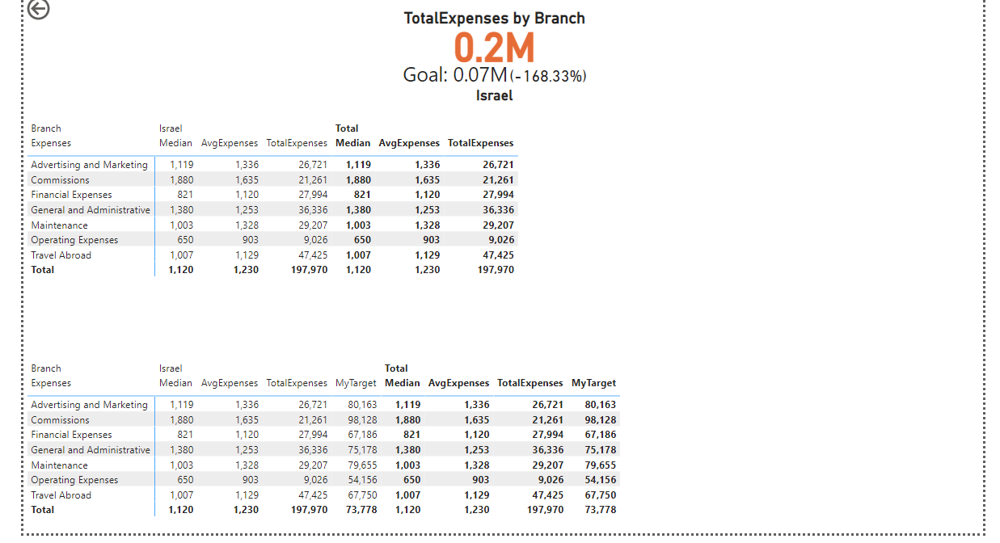 TotalExpenses by Branch
0.2M
Goal: 0.07M (-168.33%)
Israel
Branch Israel Total
Expenses Median AvgExpenses TotalExpenses Median AvgExpenses TotalExpenses
Advertising and Marketing 1,119 1,336 26,721 1,119 1,336 26,721
Commissions 1,880 1,635 21,261 1,880 1,635 21,261
Financial Expenses 821 1,120 27,994 821 1,120 27,994
General and Administrative 1,380 1,253 36,336 1,380 1,253 36,336
Maintenance 1,003 1,328 29,207 1,003 1,328 29,207
Operating Expenses 650 903 9,026 650 903 9,026
Travel Abroad 1,007 1,129 47,425 1,007 1,129 47,425
Total 1,120 1,230 197,970 1,120 1,230 197,970
Branch Israel Total
Expenses Median AvgExpenses TotalExpenses MyTarget Median AvgExpenses TotalExpenses MyTarget
Advertising and Marketing 1,119 1,336 26,721 80,163 1,119 1,336 26,721 80,163
Commissions 1,880 1,635 21,261 98,128 1,880 1,635 21,261 98,128
Financial Expenses 821 1,120 27,994 67,186 821 1,120 27,994 67,186
General and Administrative 1,380 1,253 36,336 75,178 1,380 1,253 36,336 75,178
Maintenance 1,003 1,328 29,207 79,655 1,003 1,328 29,207 79,655
Operating Expenses 650 903 9,026 54,156 650 903 9,026 54,156
Travel Abroad 1,007 1,129 47,425 67,750 1,007 1,129 47,425 67,750
Total 1,120 1,230 197,970 73,778 1,120 1,230 197,970 73,778